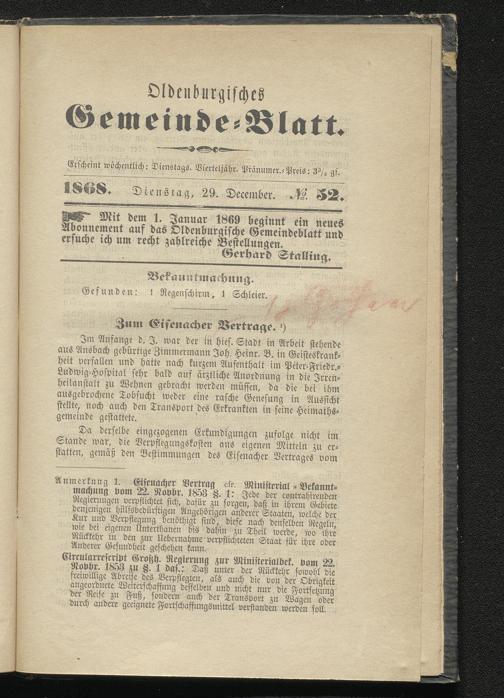 Oldenburgisches
Gemeinde-Blatt.
Erscheint wöchentlich: Dienstags. Vierteljähr. Pränumer.-Preis: 3¾ gf.
1868. Dienstag, 29. December. № 52.
Mit dem 1. Januar 1869 beginnt ein neues
Abonnement auf das Oldenburgische Gemeindeblatt und
ersuche ich um recht zahlreiche Bestellungen.
Gerhard Stalling.
Bekanntmachung.
Gefunden: 1 Regenschirm, 1 Schleier.
Zum Eisenacher Vertrage. ¹)
Im Anfange d. J. war der in hies. Stadt in Arbeit stehende
aus Ansbach gebürtige Zimmermann Joh. Heinr. B. in Geisteskrank-
heit verfallen und hatte nach kurzem Aufenthalt im Peter-Friedr.-
Ludwig-Hospital sehr bald auf ärztliche Anordnung in die Irren-
heilanstalt zu Wehnen gebracht werden müssen, da die bei ihm
ausgebrochene Tobsucht weder eine rasche Genesung in Aussicht
stellte, noch auch den Transport des Erkrankten in seine Heimaths-
gemeinde gestattete.
Da derselbe eingezogenen Erkundigungen zufolge nicht im
Stande war, die Verpflegungskosten aus eigenen Mitteln zu er-
statten, gemäß den Bestimmungen des Eisenacher Vertrages vom
Anmerkung 1. Eisenacher Vertrag cfr. Ministerial-Bekannt-
machung vom 22. Novbr. 1853 §. 1: Jede der contrahirenden
Regierungen verpflichtet sich, dafür zu sorgen, daß in ihrem Gebiete
denjenigen hülfsbedürftigen Angehörigen anderer Staaten, welche der
Kur und Verpflegung benöthigt sind, diese nach denselben Regeln,
wie bei eigenen Unterthanen bis dahin zu Theil werde, wo ihre
Rückkehr in den zur Uebernahme verpflichteten Staat für ihre oder
Anderer Gesundheit geschehen kann.
Circularrescript Großh. Regierung zur Ministerialbek. vom 22.
Novbr. 1853 zu §. 1 das.: Daß unter der Rückkehr sowohl die
freiwillige Abreise des Verpflegten, als auch die von der Obrigkeit
angeordnete Weiterschaffung desselben und nicht nur die Fortsetzung
der Reise zu Fuß, sondern auch der Transport zu Wagen oder
durch andere geeignete Fortschaffungsmittel verstanden werden soll.